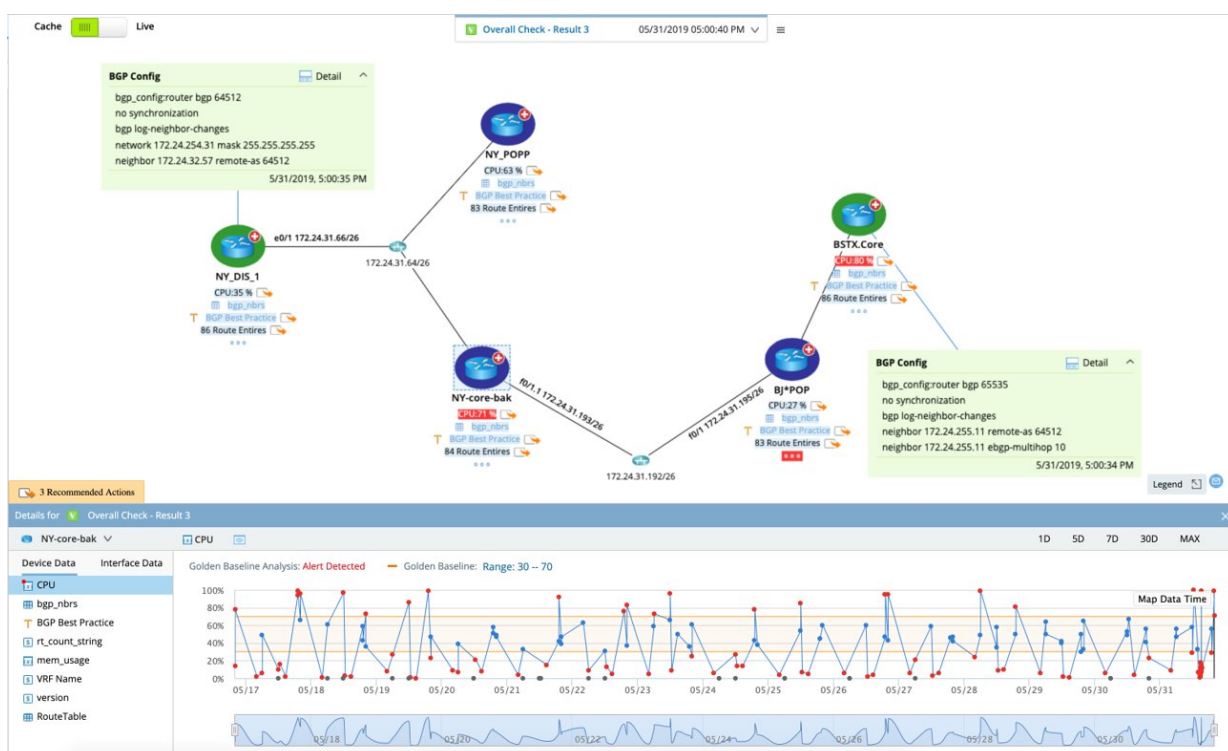 Cache Live
Overall Check - Result 3 05/31/2019 05:00:40 PM
BGP Config Detail
bgp_config:router bgp 64512
no synchronization
bgp log-neighbor-changes
network 172.24.254.31 mask 255.255.255.255
neighbor 172.24.32.57 remote-as 64512
5/31/2019, 5:00:35 PM
NY_POPP
CPU:63 %
bgp_nbrs
BGP Best Practice
83 Route Entires
e0/1 172.24.31.66/26
172.24.31.64/26
NY_DIS_1
CPU:35 %
bgp_nbrs
BGP Best Practice
86 Route Entires
BSTX.Core
CPU:80 %
bgp_nbrs
BGP Best Practice
86 Route Entires
NY-core-bak
CPU:71 %
bgp_nbrs
BGP Best Practice
84 Route Entires
f0/1.1 172.24.31.193/26
172.24.31.192/26
f0/1 172.24.31.195/26
BJ*POP
CPU:27 %
bgp_nbrs
BGP Best Practice
83 Route Entires
BGP Config Detail
bgp_config:router bgp 65535
no synchronization
bgp log-neighbor-changes
neighbor 172.24.255.11 remote-as 64512
neighbor 172.24.255.11 ebgp-multihop 10
5/31/2019, 5:00:34 PM
Legend
3 Recommended Actions
Details for Overall Check - Result 3
NY-core-bak CPU 1D 5D 7D 30D MAX
Device Data Interface Data
CPU
bgp_nbrs
BGP Best Practice
rt_count_string
mem_usage
VRF Name
version
RouteTable
Golden Baseline Analysis: Alert Detected Golden Baseline: Range: 30 -- 70
Map Data Time
100%
80%
60%
40%
20%
0%
05/17 05/18 05/19 05/20 05/21 05/22 05/23 05/24 05/25 05/26 05/27 05/28 05/29 05/30 05/31
05/18 05/20 05/22 05/24 05/26 05/28 05/30